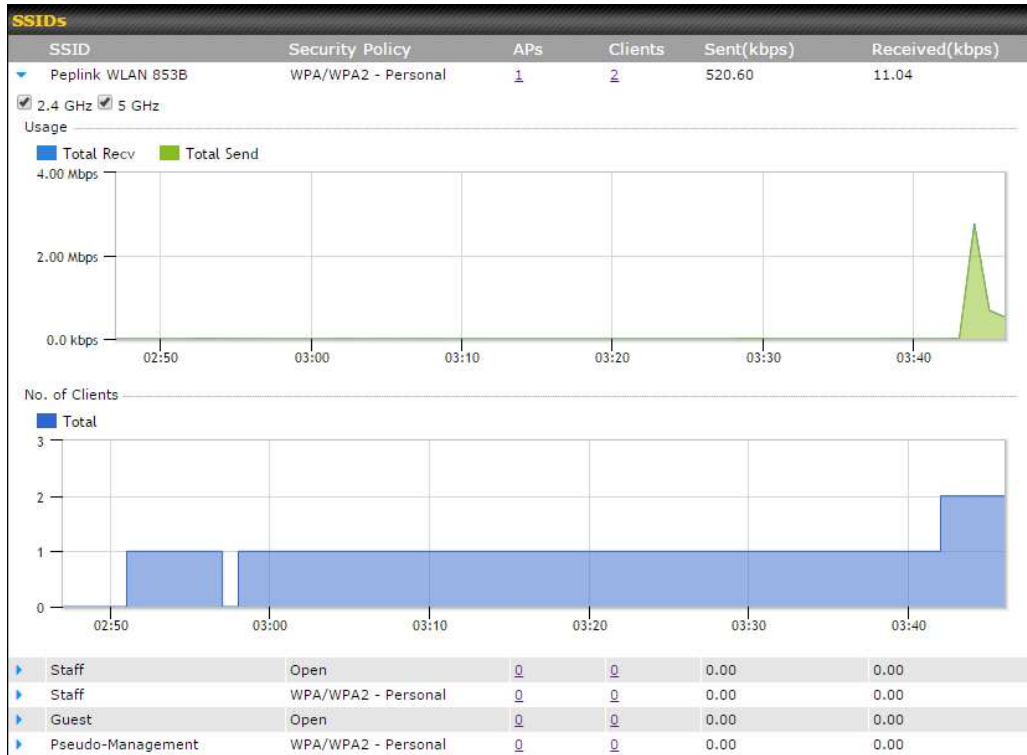 SSIDs
SSID Security Policy APs Clients Sent(kbps) Received(kbps)
Peplink WLAN 853B WPA/WPA2 - Personal 1 2 520.60 11.04
2.4 GHz 5 GHz
Usage
Total Recv Total Send
4.00 Mbps
2.00 Mbps
0.0 kbps
02:50 03:00 03:10 03:20 03:30 03:40
No. of Clients
Total
3
2
1
0
02:50 03:00 03:10 03:20 03:30 03:40
Staff Open 0 0 0.00 0.00
Staff WPA/WPA2 - Personal 0 0 0.00 0.00
Guest Open 0 0 0.00 0.00
Pseudo-Management WPA/WPA2 - Personal 0 0 0.00 0.00